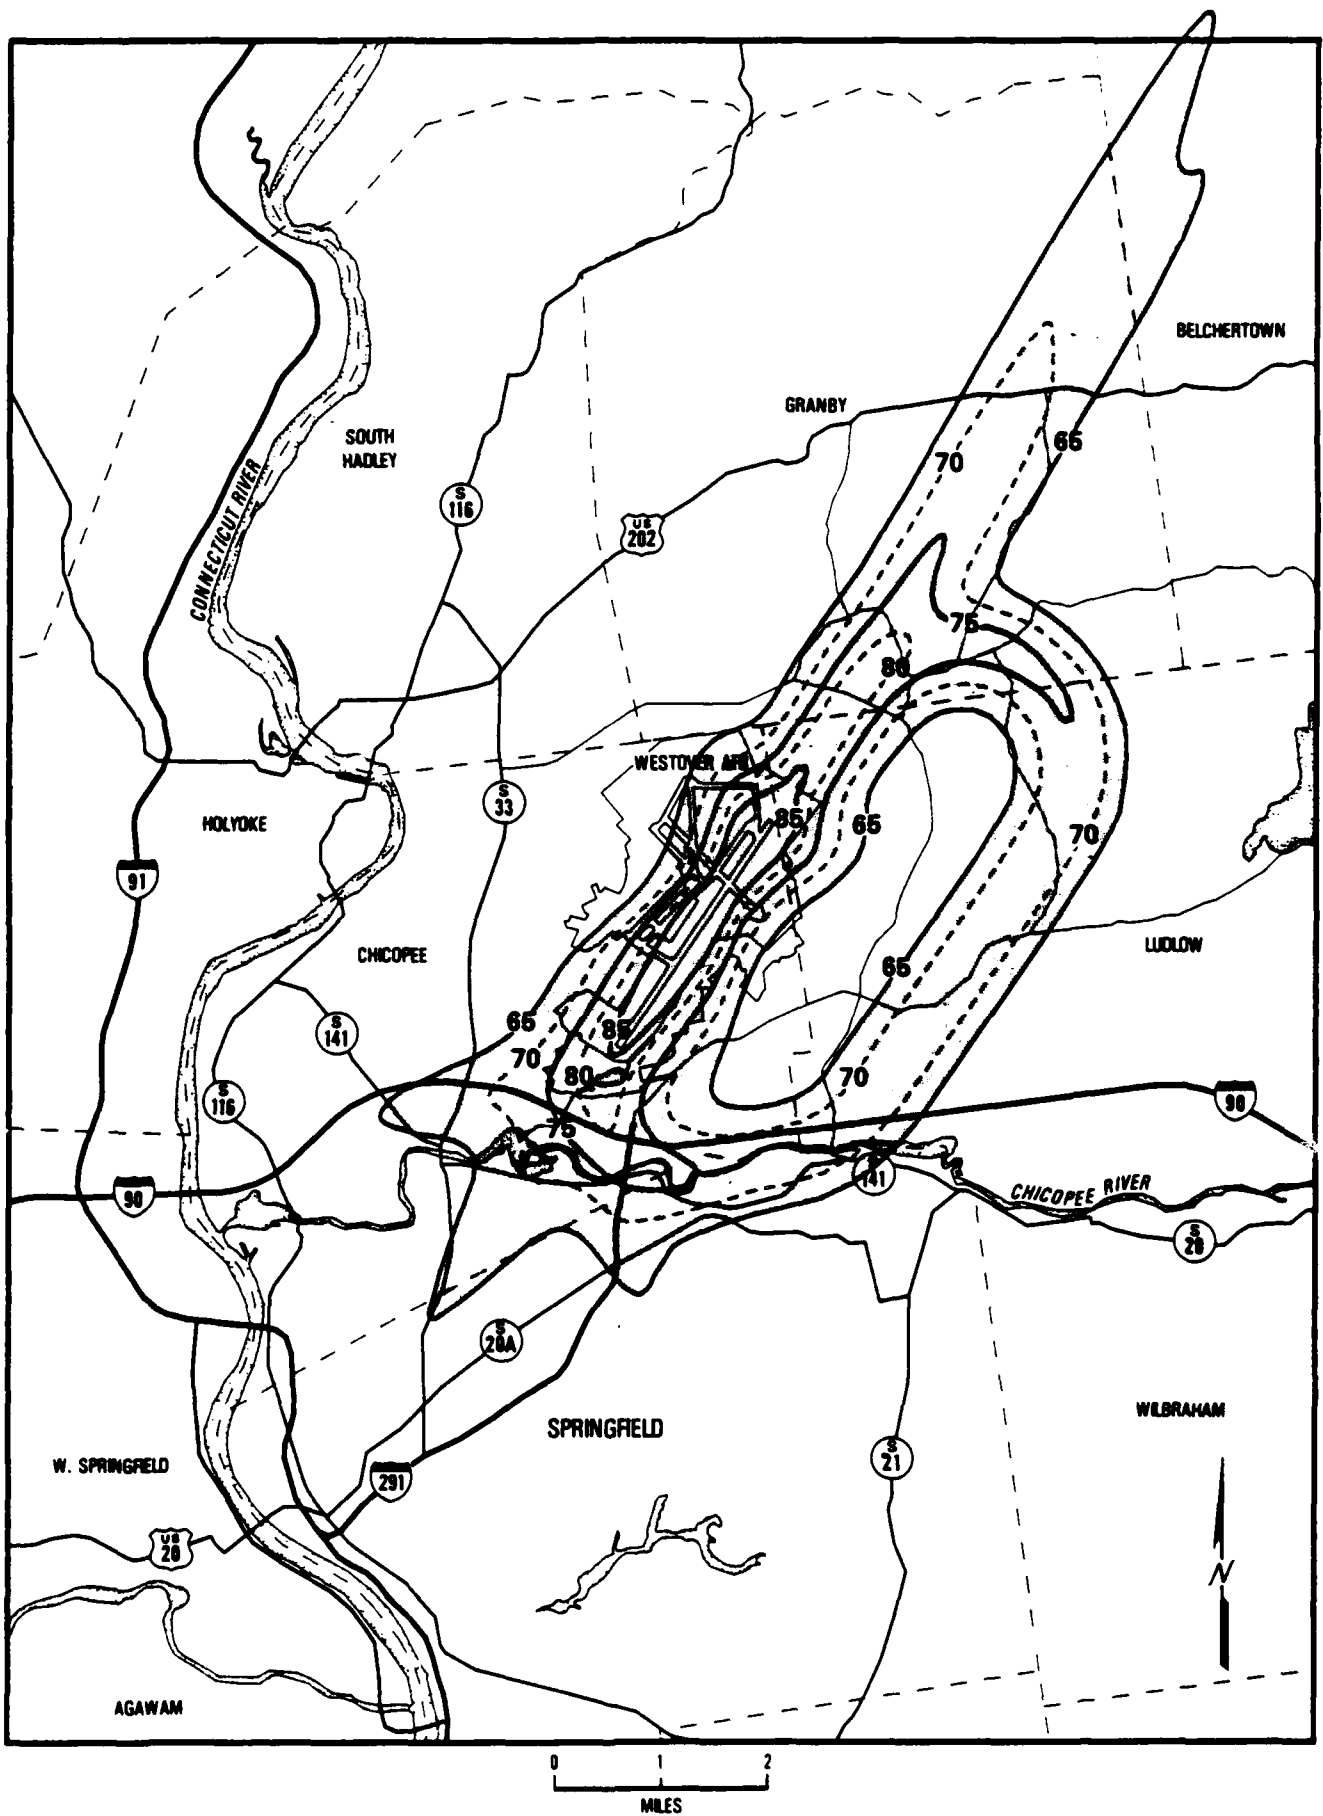 BELCHERTOWN
GRANBY
65
SOUTH
HADLEY
70
CONNECTICUT RIVER
S
116
US
202
75
80
WESTOVER AFB
S
33
85
65
70
HOLYOKE
91
CHICOPEE
LUDLOW
65
65
85
S
141
70
80
70
S
116
90
75
141
90
CHICOPEE RIVER
S
20
S
20A
WILBRAHAM
SPRINGFIELD
S
21
W. SPRINGFIELD
291
US
20
N
AGAWAM
0 1 2
MILES